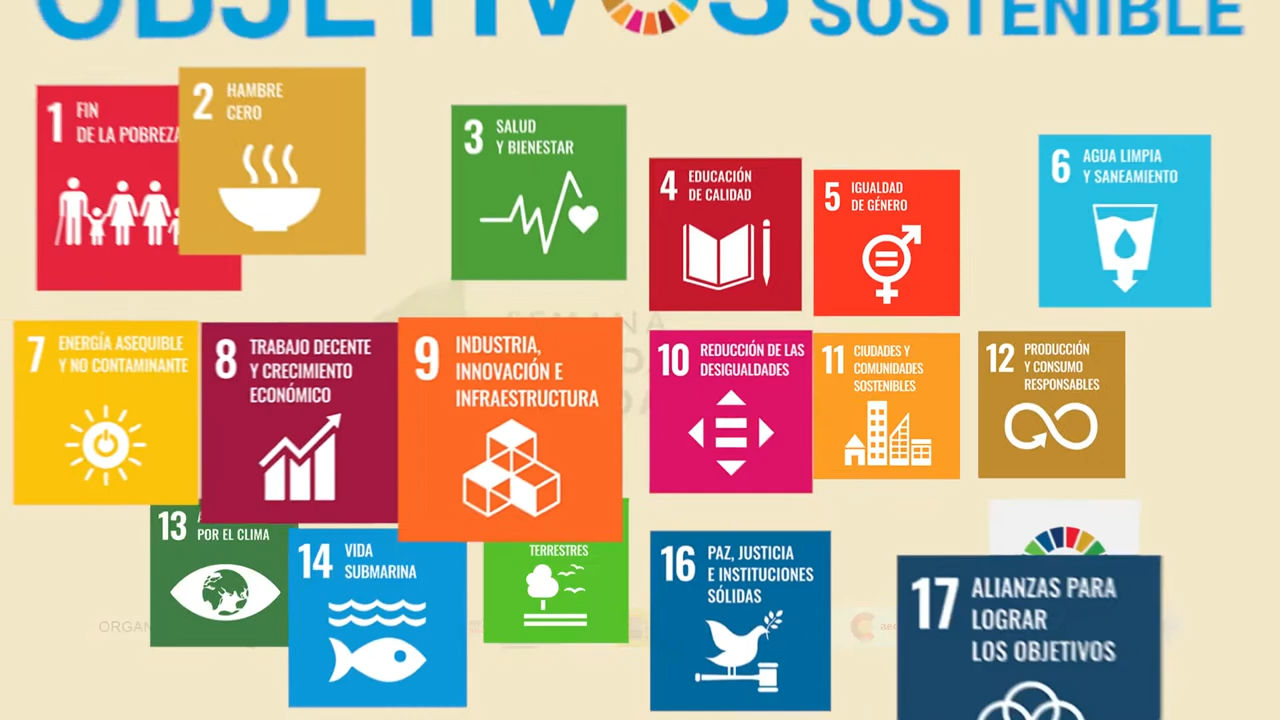 OBJETIVOS
SOSTENIBLE
1 FIN
DE LA POBREZA
2 HAMBRE
CERO
3 SALUD
Y BIENESTAR
4 EDUCACIÓN
DE CALIDAD
5 IGUALDAD
DE GÉNERO
6 AGUA LIMPIA
Y SANEAMIENTO
7 ENERGÍA ASEQUIBLE
Y NO CONTAMINANTE
8 TRABAJO DECENTE
Y CRECIMIENTO
ECONÓMICO
9 INDUSTRIA,
INNOVACIÓN E
INFRAESTRUCTURA
10 REDUCCIÓN DE LAS
DESIGUALDADES
11 CIUDADES Y
COMUNIDADES
SOSTENIBLES
12 PRODUCCIÓN
Y CONSUMO
RESPONSABLES
13
POR EL CLIMA
14 VIDA
SUBMARINA
TERRESTRES
16 PAZ, JUSTICIA
E INSTITUCIONES
SÓLIDAS
17 ALIANZAS PARA
LOGRAR
LOS OBJETIVOS
SEMANA